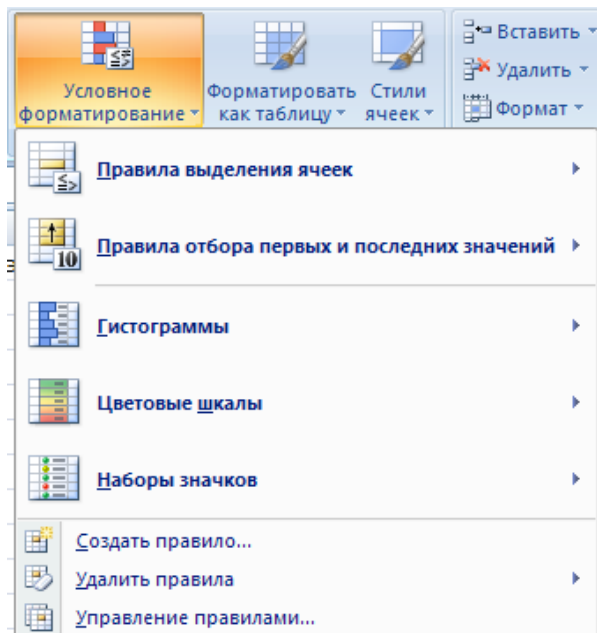 Условное форматирование
Форматировать как таблицу
Стили ячеек
Вставить
Удалить
Формат
Правила выделения ячеек
Правила отбора первых и последних значений
10
Гистограммы
Цветовые шкалы
Наборы значков
Создать правило...
Удалить правила
Управление правилами...